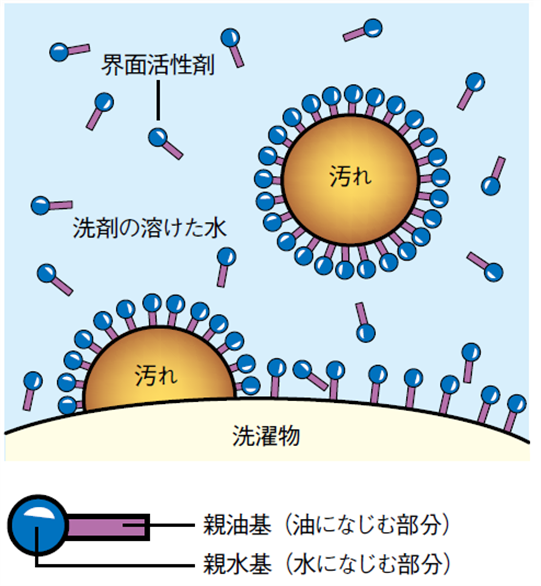 界面活性剤
汚れ
洗剤の溶けた水
汚れ
洗濯物
親油基（油になじむ部分）
親水基（水になじむ部分）